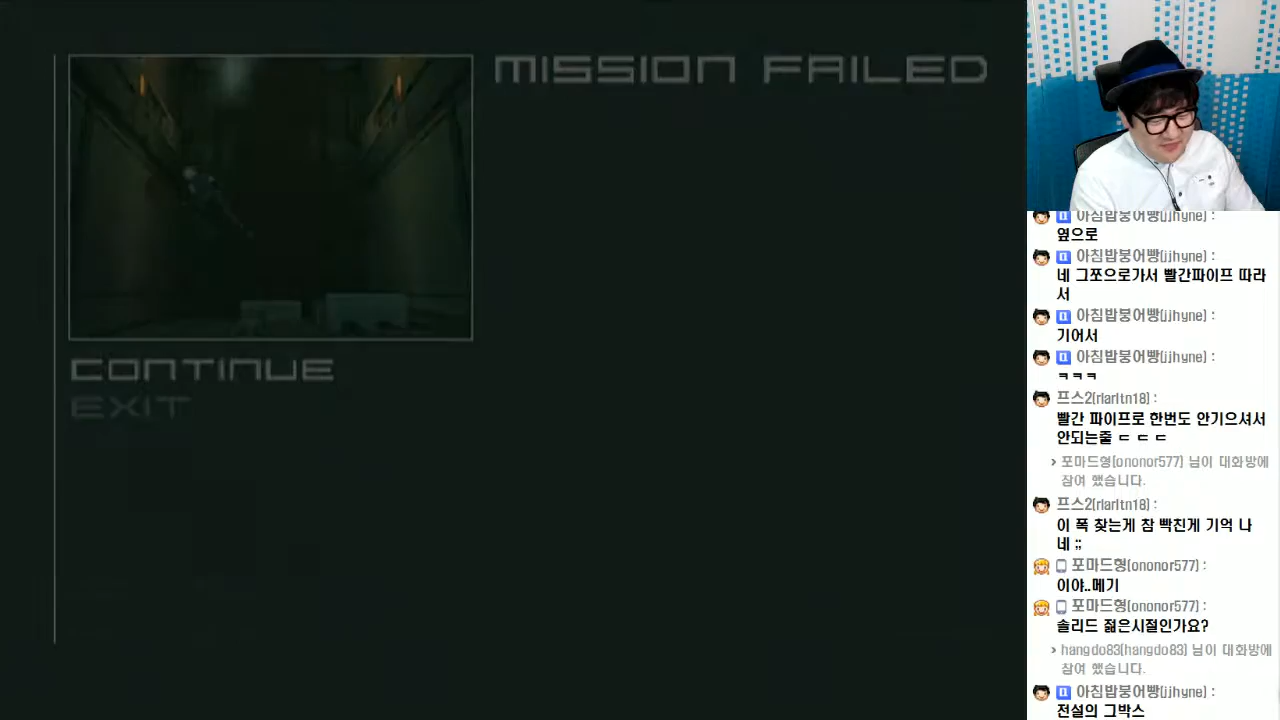 MISSION FAILED
CONTINUE
EXIT
아침밥붕어빵(jjhyne) :
옆으로
아침밥붕어빵(jjhyne) :
네 그쪼으로가서 빨간파이프 따라
서
아침밥붕어빵(jjhyne) :
기어서
아침밥붕어빵(jjhyne) :
ㅋㅋㅋ
프스2(rlarltn18) :
빨간 파이프로 한번도 안기으셔서
안되는줄 ㄷ ㄷ ㄷ
포마드형(ononor577) 님이 대화방에
참여 했습니다.
프스2(rlarltn18) :
이 폭 찾는게 참 빡친게 기억 나
네 ;;
포마드형(ononor577) :
이야..메기
포마드형(ononor577) :
솔리드 젊은시절인가요?
hangdo83(hangdo83) 님이 대화방에
참여 했습니다.
아침밥붕어빵(jjhyne) :
전설의 그박스